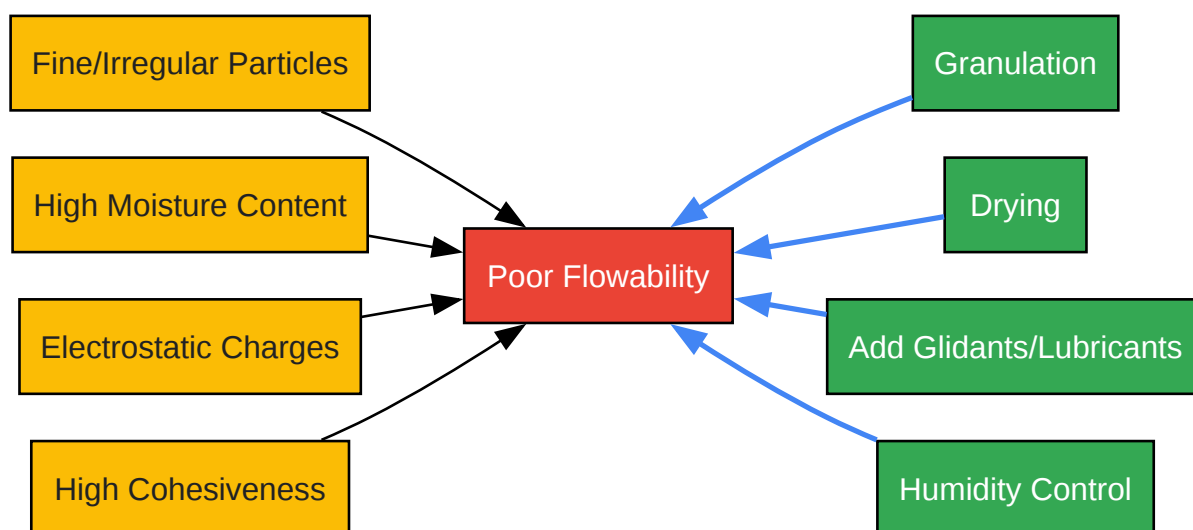 Fine/Irregular Particles
High Moisture Content
Electrostatic Charges
High Cohesiveness
Poor Flowability
Granulation
Drying
Add Glidants/Lubricants
Humidity Control